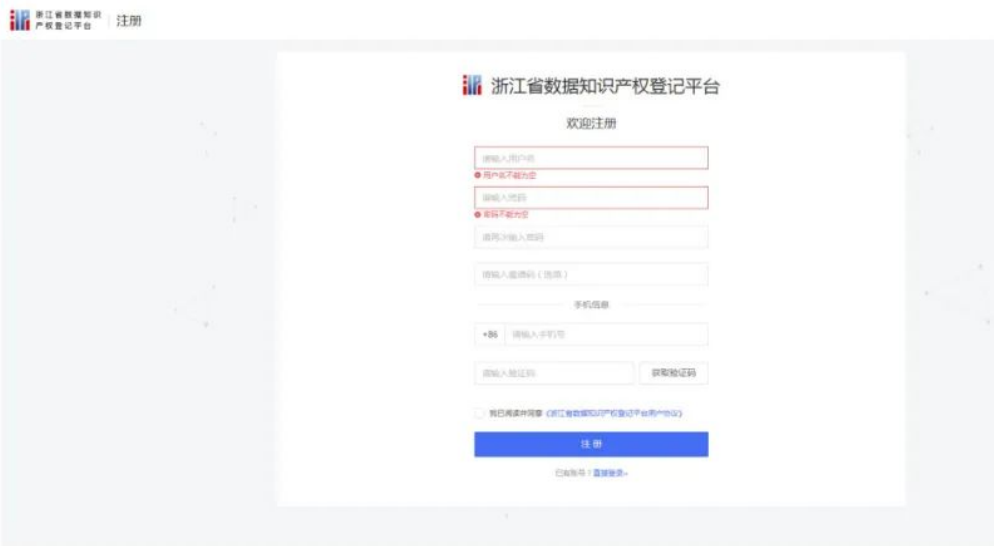 浙江省数据知识
产权登记平台
注册
浙江省数据知识产权登记平台
欢迎注册
请输入用户名
用户名不能为空
请输入密码
密码不能为空
请再次输入密码
请输入邀请码（选填）
手机信息
+86 请输入手机号
请输入验证码 获取验证码
我已阅读并同意《浙江省数据知识产权登记平台用户协议》
注 册
已有账号？直接登录>